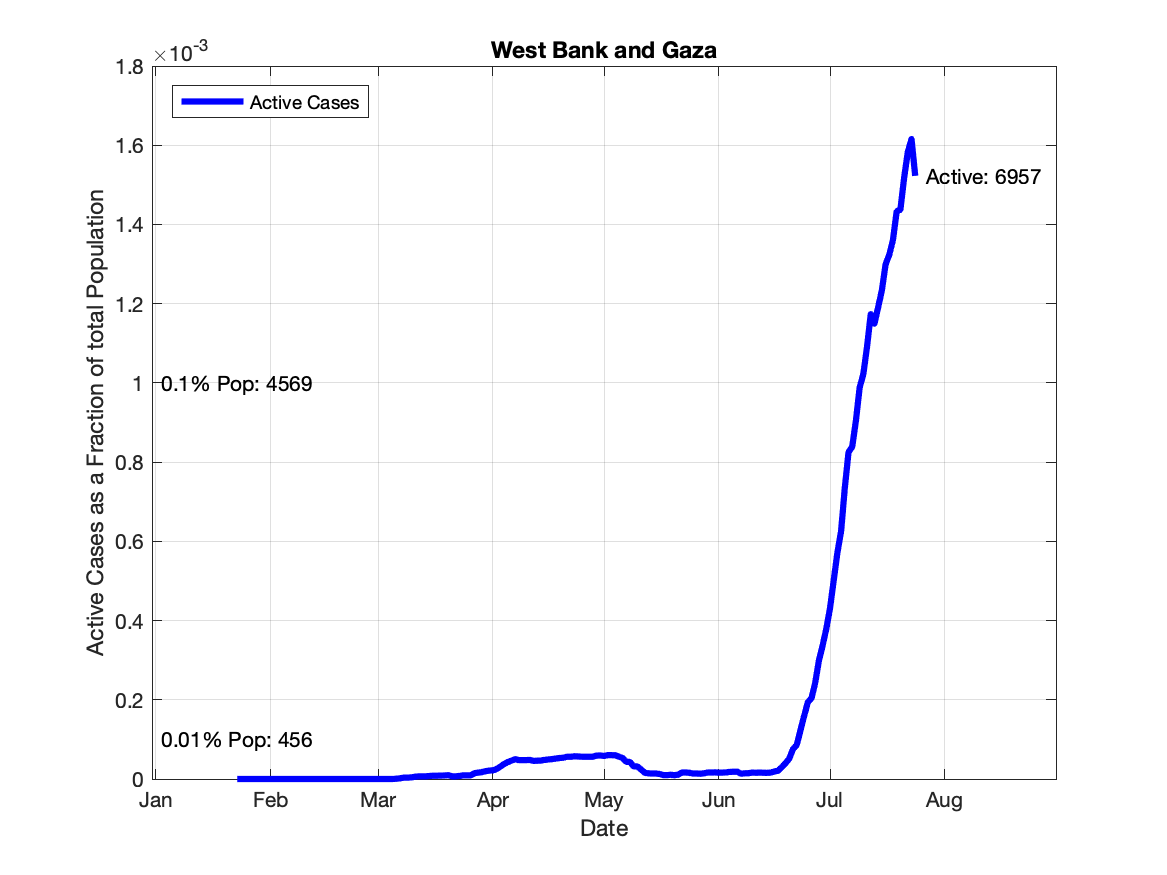 West Bank and Gaza
×10-3
Active Cases
1.8
1.6
1.4
1.2
1
0.8
0.6
0.4
0.2
0
Active Cases as a Fraction of total Population
Active: 6957
0.1% Pop: 4569
0.01% Pop: 456
Jan Feb Mar Apr May Jun Jul Aug
Date